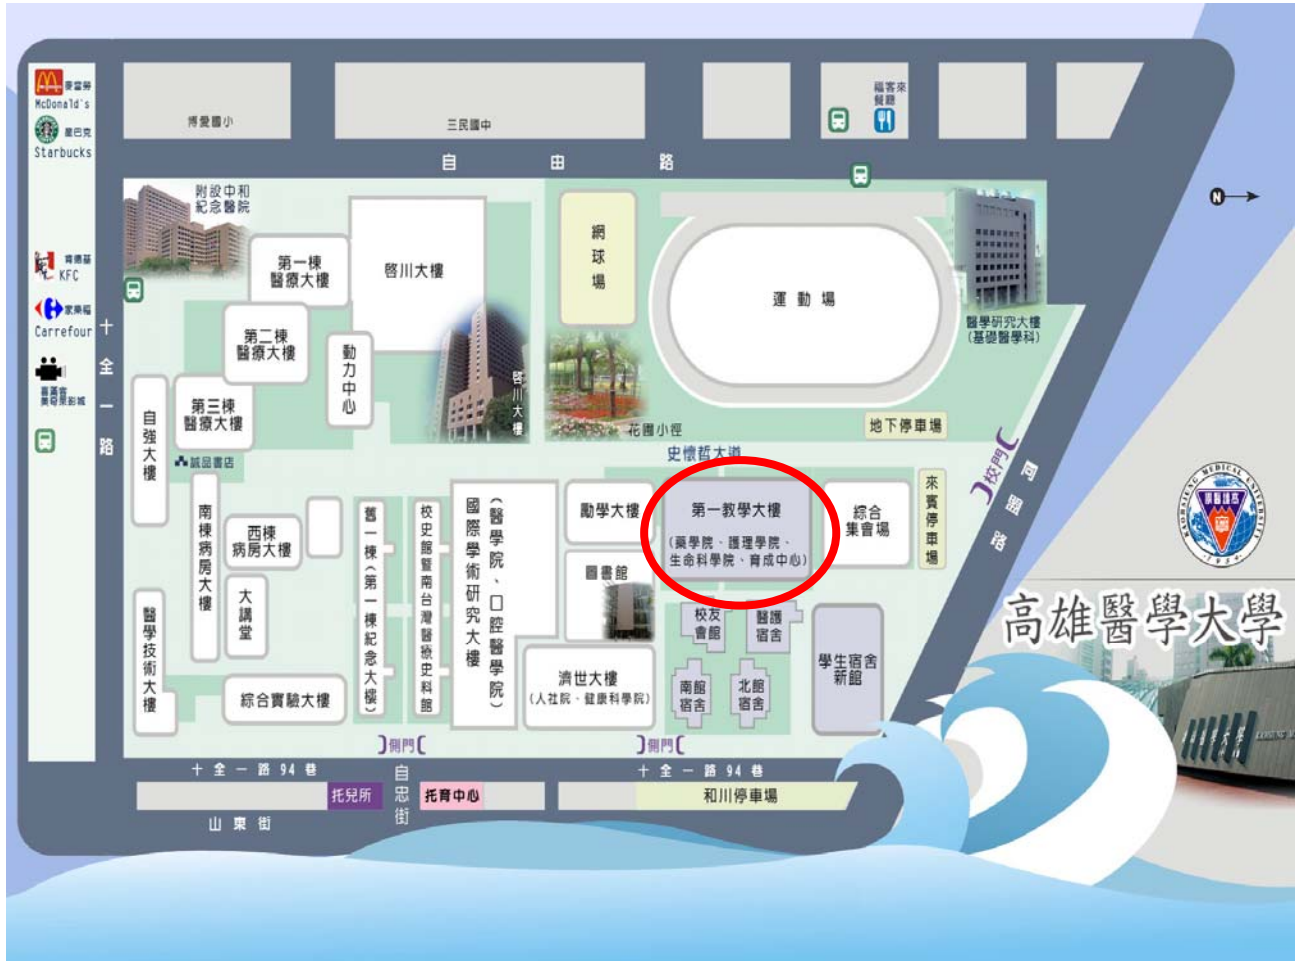 麥當勞
McDonald's
星巴克
Starbucks
肯德基
KFC
家樂福
Carrefour
喜滿客
美奇萊影城
博愛國小
三民國中
福客來
餐廳
自由路
十全一路
N
附設中和
紀念醫院
第一棟
醫療大樓
啓川大樓
網球場
運動場
醫學研究大樓
(基礎醫學科)
第二棟
醫療大樓
動力中心
啓川大樓
第三棟
醫療大樓
自強大樓
誠品書店
花園小徑
地下停車場
史懷哲大道
校門
同盟路
南棟病房大樓
西棟
病房大樓
大講堂
舊一棟(第一棟紀念大樓)
校史館暨南台灣醫療史料館
國際學術研究大樓
(醫學院、口腔醫學院)
勵學大樓
圖書館
第一教學大樓
(藥學院、護理學院、
生命科學院、育成中心)
綜合
集會場
來賓停車場
KAOHSIUNG MEDICAL UNIVERSITY
1954
高雄醫學大學
醫學技術大樓
綜合實驗大樓
濟世大樓
(人社院、健康科學院)
校友
會館
醫護
宿舍
南館
宿舍
北館
宿舍
學生宿舍
新館
側門
側門
十全一路94巷
十全一路94巷
托兒所
自忠街
托育中心
和川停車場
山東街